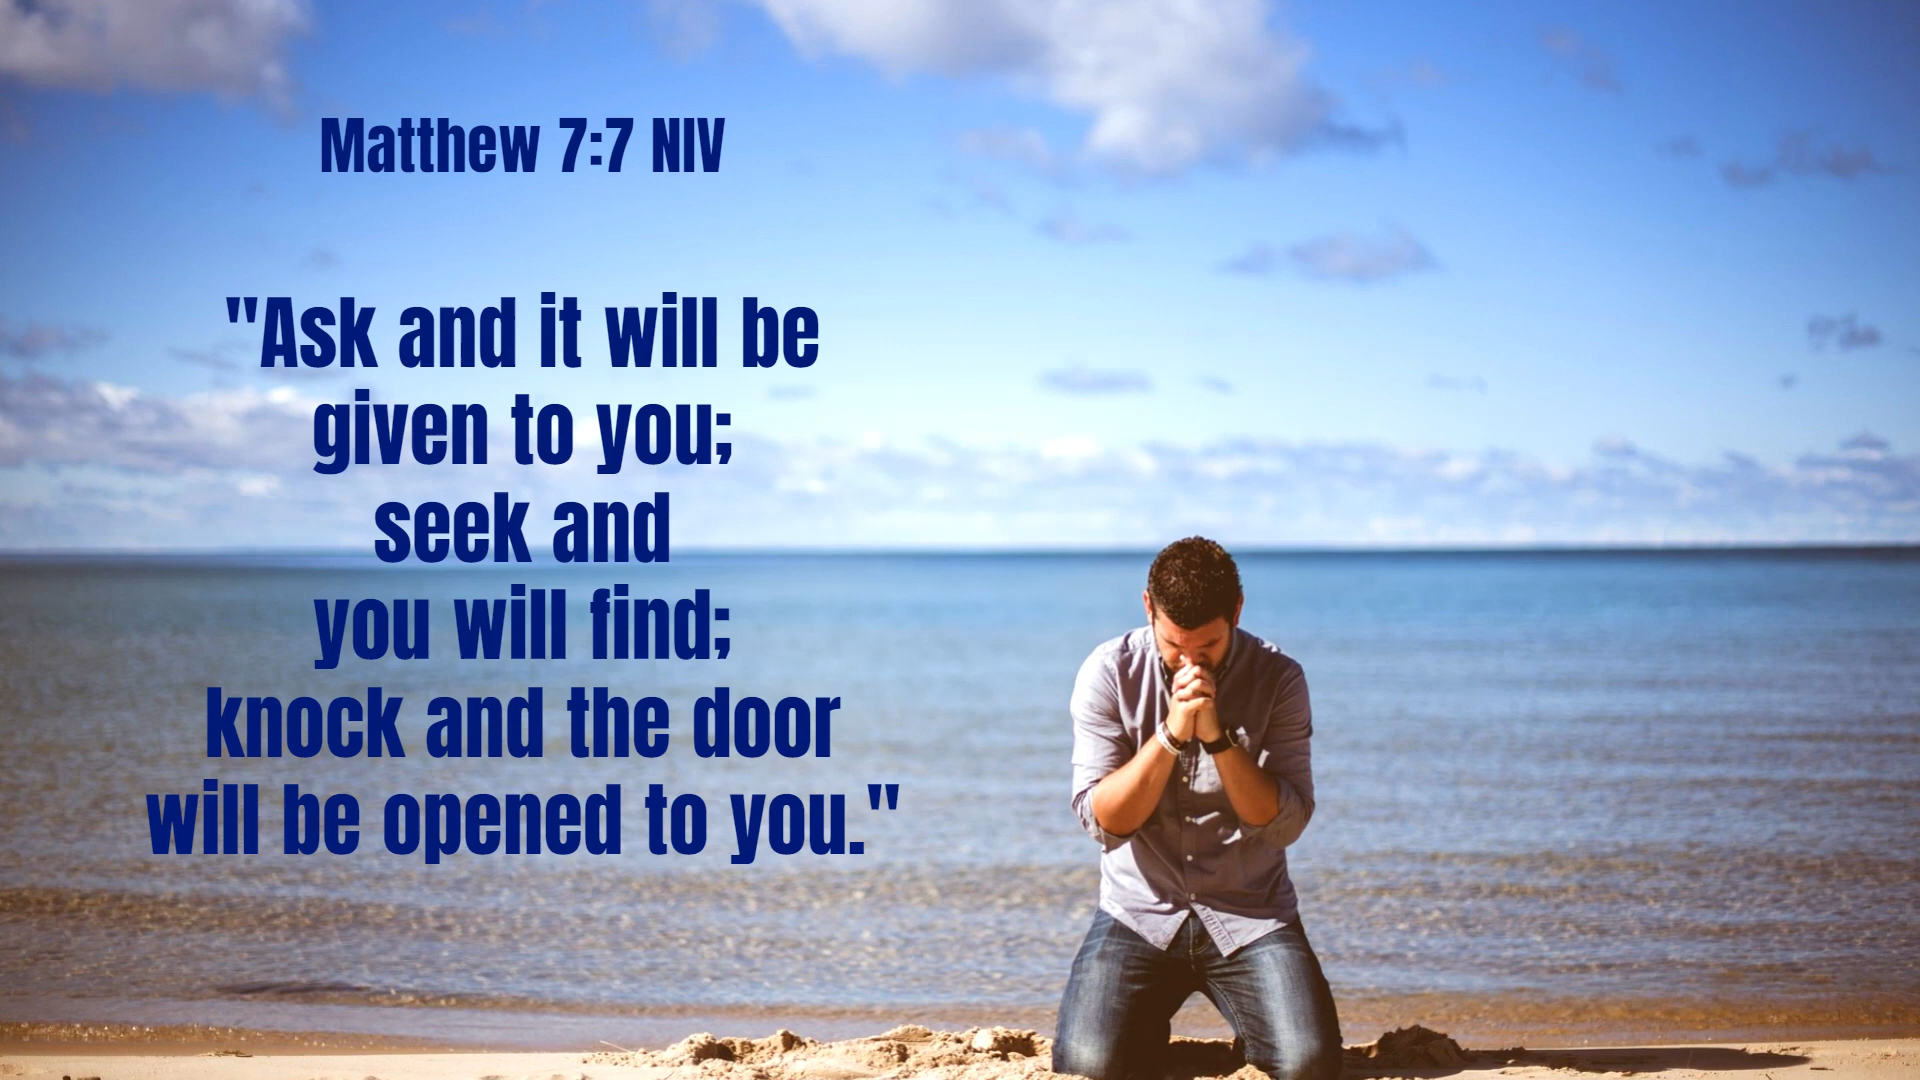 Matthew 7:7 NIV
"Ask and it will be
given to you;
seek and
you will find;
knock and the door
will be opened to you."